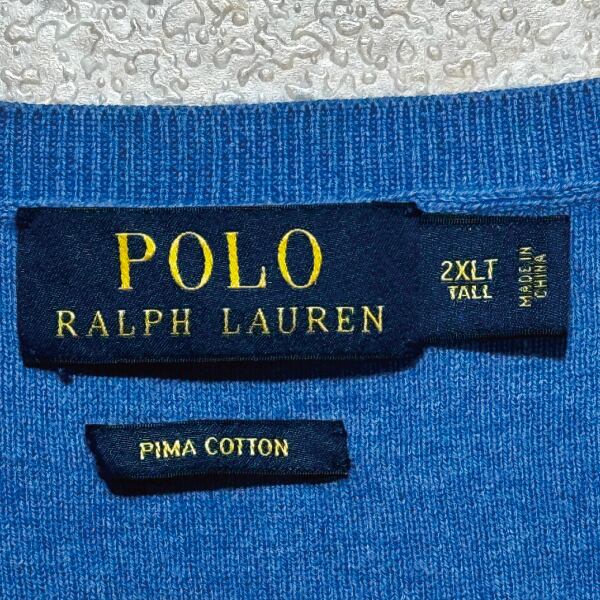 POLO
RALPH LAUREN
2XLT
TALL
MADE IN
CHINA
PIMA COTTON